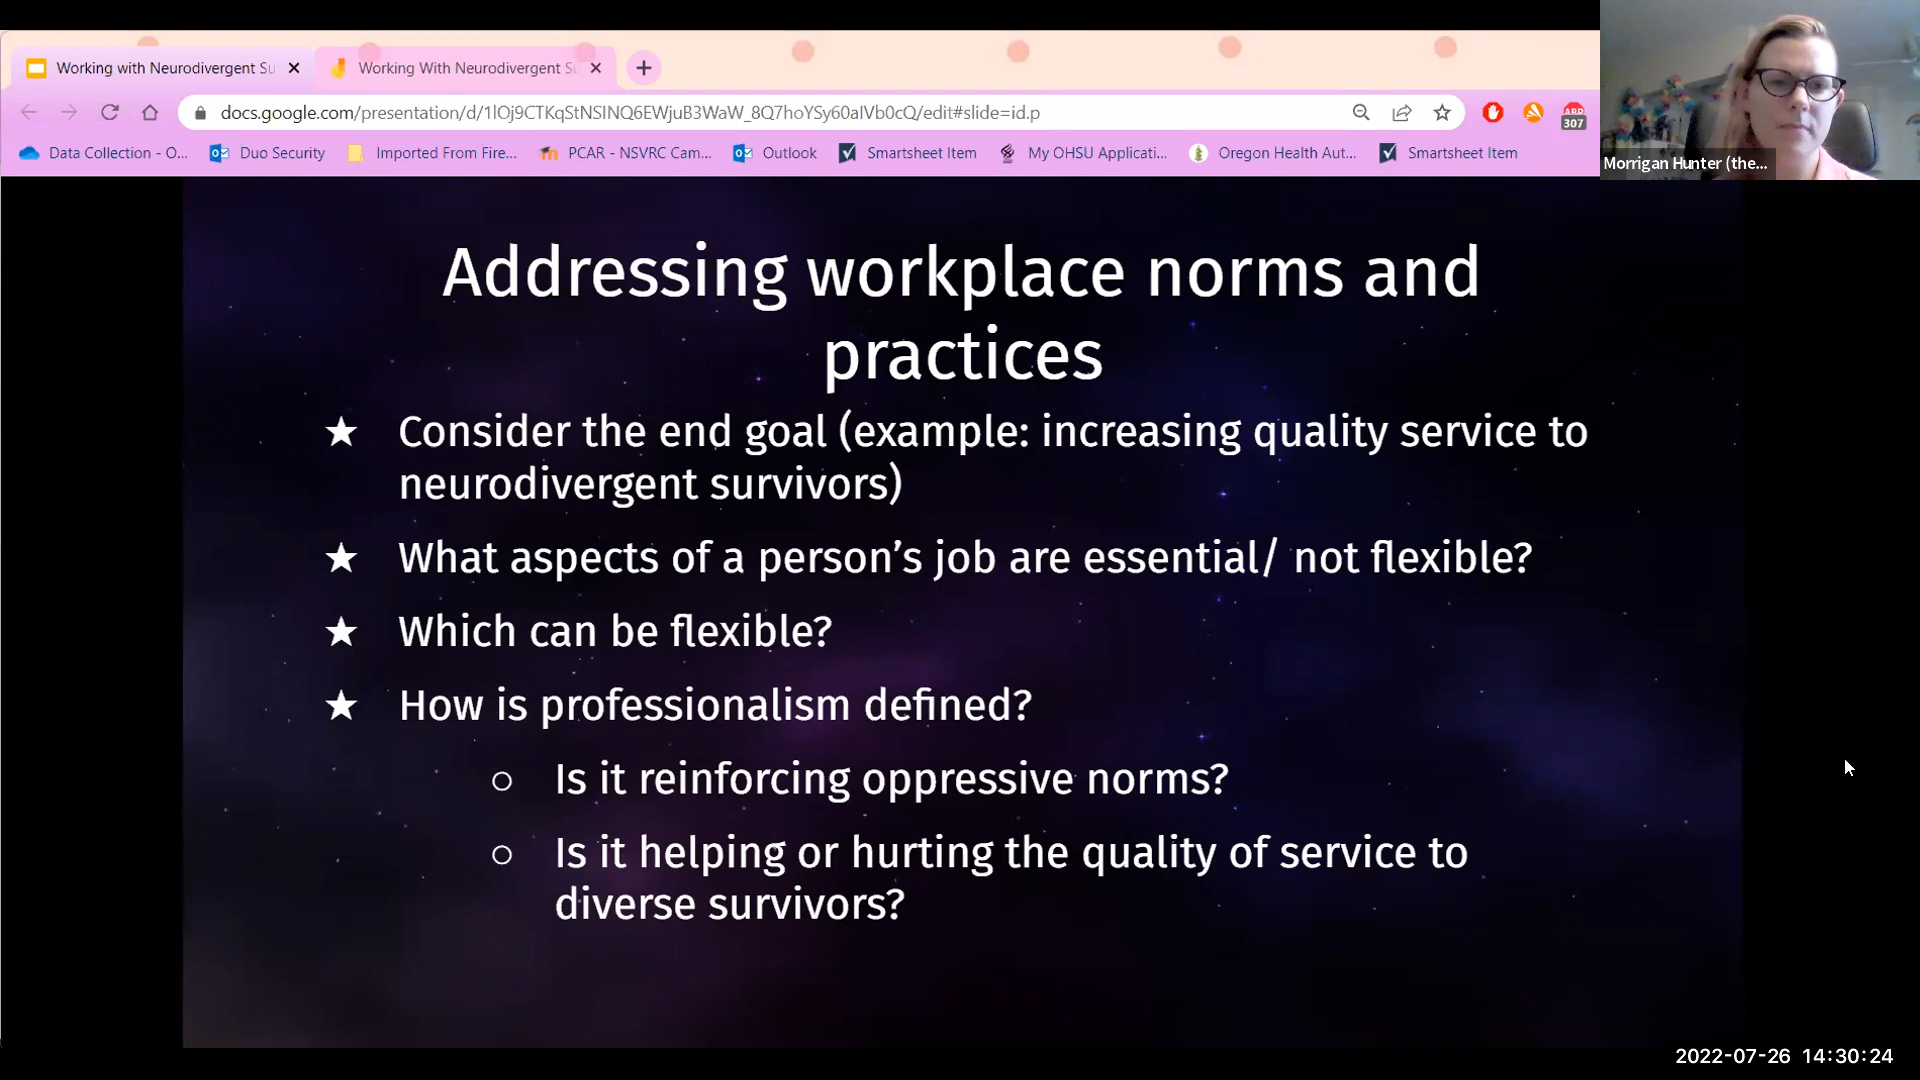 Working with Neurodivergent Su
Working With Neurodivergent S
docs.google.com/presentation/d/1lOj9CTKqStNSINQ6EWjuB3WaW_8Q7hoYSy60aIVb0cQ/edit#slide=id.p
ABP
307
Data Collection - O... Duo Security Imported From Fire... PCAR - NSVRC Cam... Outlook Smartsheet Item My OHSU Applicati... Oregon Health Aut... Smartsheet Item
Morrigan Hunter (the...
Addressing workplace norms and
practices
★ Consider the end goal (example: increasing quality service to
neurodivergent survivors)
★ What aspects of a person’s job are essential/ not flexible?
★ Which can be flexible?
★ How is professionalism defined?
○ Is it reinforcing oppressive norms?
○ Is it helping or hurting the quality of service to
diverse survivors?
2022-07-26 14:30:24